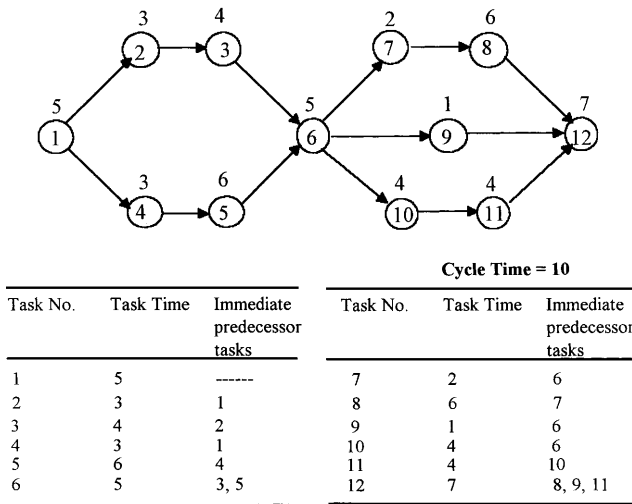 3 4 2 6
2 3 7 8
5 5 1 7
1 6 9 12
3 6 4 4
4 5 10 11
Cycle Time = 10
Task No. Task Time Immediate predecessor tasks
1 5 ------
2 3 1
3 4 2
4 3 1
5 6 4
6 5 3, 5
Task No. Task Time Immediate predecessor tasks
7 2 6
8 6 7
9 1 6
10 4 6
11 4 10
12 7 8, 9, 11